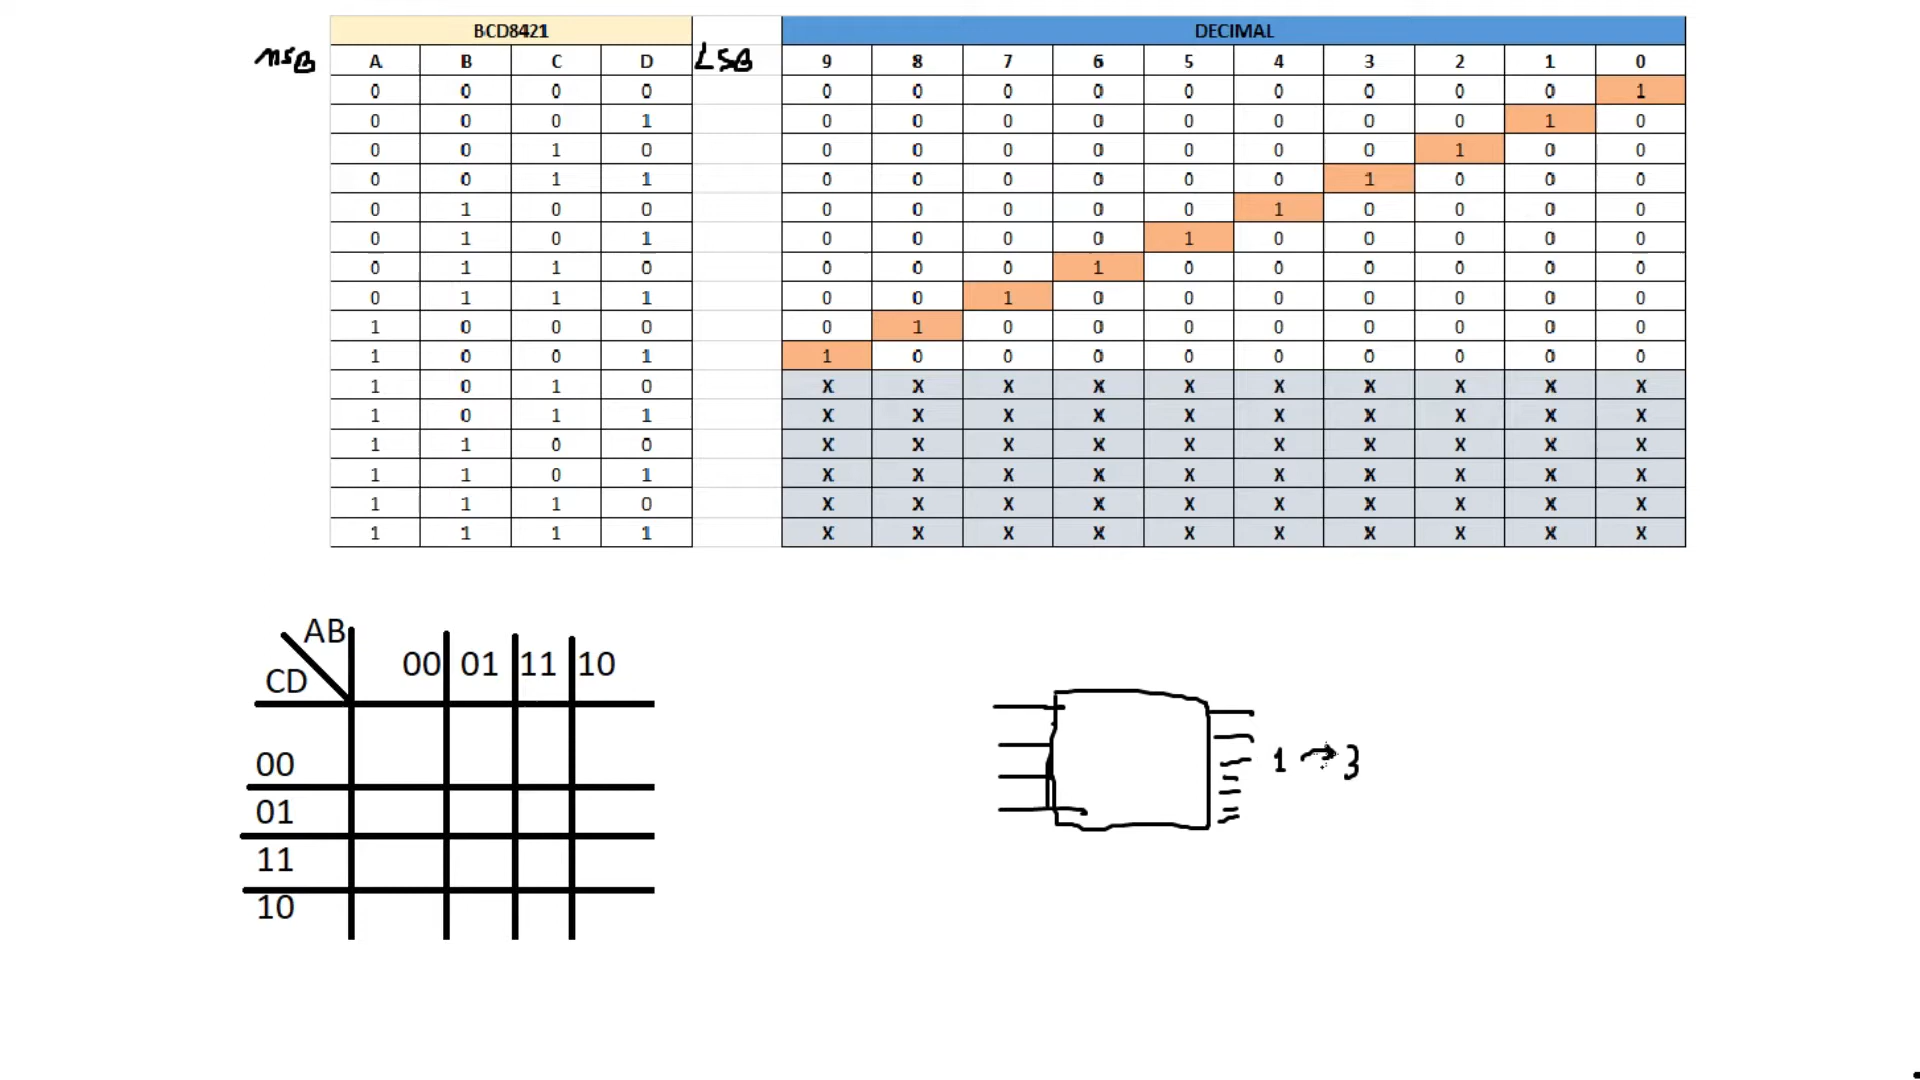 BCD8421 DECIMAL
MSB A B C D LSB 9 8 7 6 5 4 3 2 1 0
0 0 0 0 0 0 0 0 0 0 0 0 0 1
0 0 0 1 0 0 0 0 0 0 0 0 1 0
0 0 1 0 0 0 0 0 0 0 0 1 0 0
0 0 1 1 0 0 0 0 0 0 1 0 0 0
0 1 0 0 0 0 0 0 0 1 0 0 0 0
0 1 0 1 0 0 0 0 1 0 0 0 0 0
0 1 1 0 0 0 0 1 0 0 0 0 0 0
0 1 1 1 0 0 1 0 0 0 0 0 0 0
1 0 0 0 0 1 0 0 0 0 0 0 0 0
1 0 0 1 1 0 0 0 0 0 0 0 0 0
1 0 1 0 X X X X X X X X X X
1 0 1 1 X X X X X X X X X X
1 1 0 0 X X X X X X X X X X
1 1 0 1 X X X X X X X X X X
1 1 1 0 X X X X X X X X X X
1 1 1 1 X X X X X X X X X X
AB
CD
00 01 11 10
00
01
11
10
1 → 3